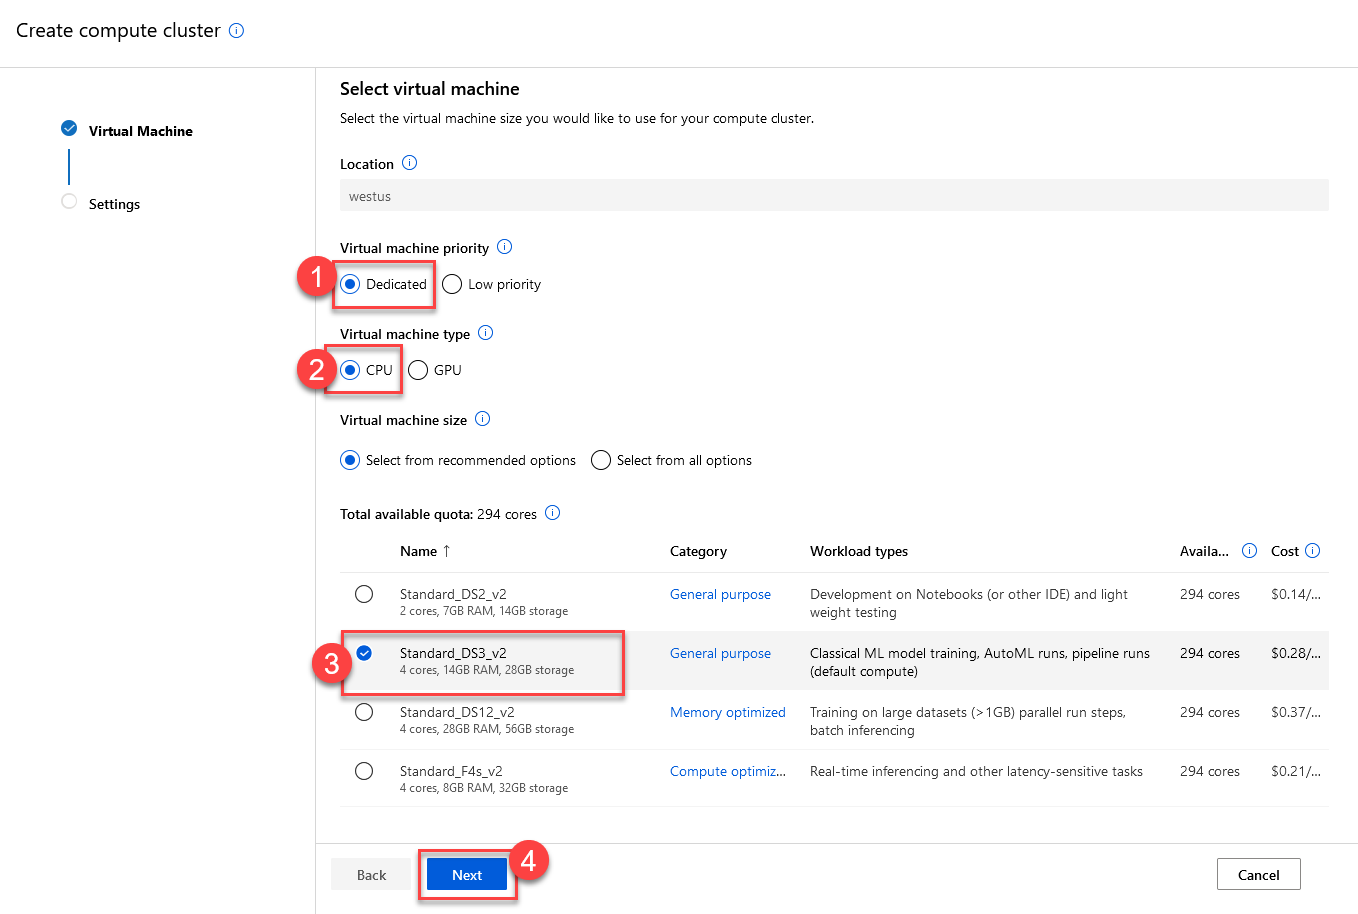 Create compute cluster
Virtual Machine
Settings
Select virtual machine
Select the virtual machine size you would like to use for your compute cluster.
Location
westus
Virtual machine priority
1
Dedicated
Low priority
Virtual machine type
2
CPU
GPU
Virtual machine size
Select from recommended options
Select from all options
Total available quota: 294 cores
Name ↑
Category
Workload types
Availa...
Cost
Standard_DS2_v2
2 cores, 7GB RAM, 14GB storage
General purpose
Development on Notebooks (or other IDE) and light
weight testing
294 cores
$0.14/...
3
Standard_DS3_v2
4 cores, 14GB RAM, 28GB storage
General purpose
Classical ML model training, AutoML runs, pipeline runs
(default compute)
294 cores
$0.28/...
Standard_DS12_v2
4 cores, 28GB RAM, 56GB storage
Memory optimized
Training on large datasets (>1GB) parallel run steps,
batch inferencing
294 cores
$0.37/...
Standard_F4s_v2
4 cores, 8GB RAM, 32GB storage
Compute optimiz...
Real-time inferencing and other latency-sensitive tasks
294 cores
$0.21/...
Back
Next
4
Cancel